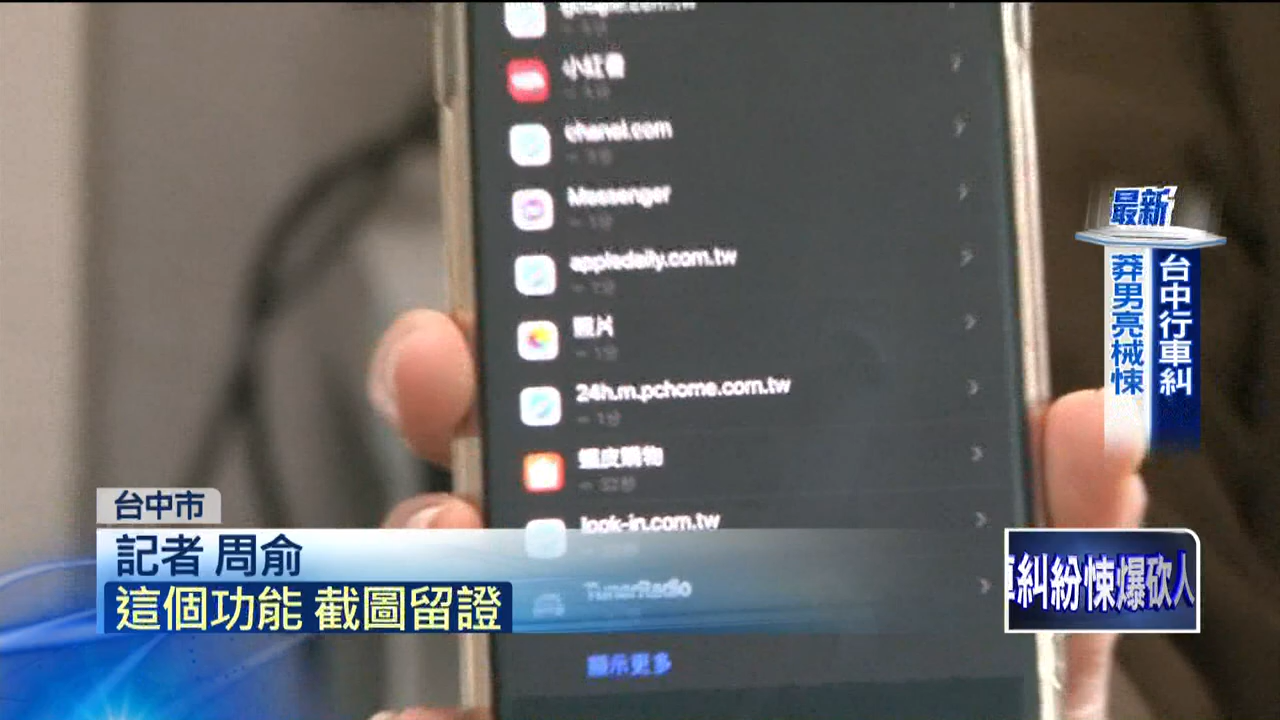 google.com.tw
小紅書
chanel.com
Messenger
appledaily.com.tw
照片
24h.m.pchome.com.tw
蝦皮購物
look-in.com.tw
TunerRadio
顯示更多
最新
台中行車糾
莽男亮械悚
台中市
記者 周俞
這個功能 截圖留證
糾紛悚爆砍人